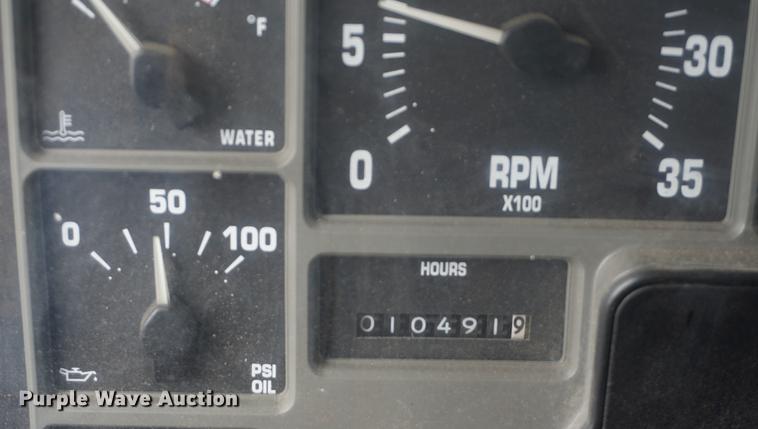 °F
WATER
5
30
0
RPM
X100
35
0
50
100
PSI
OIL
HOURS
0104919
Purple Wave Auction